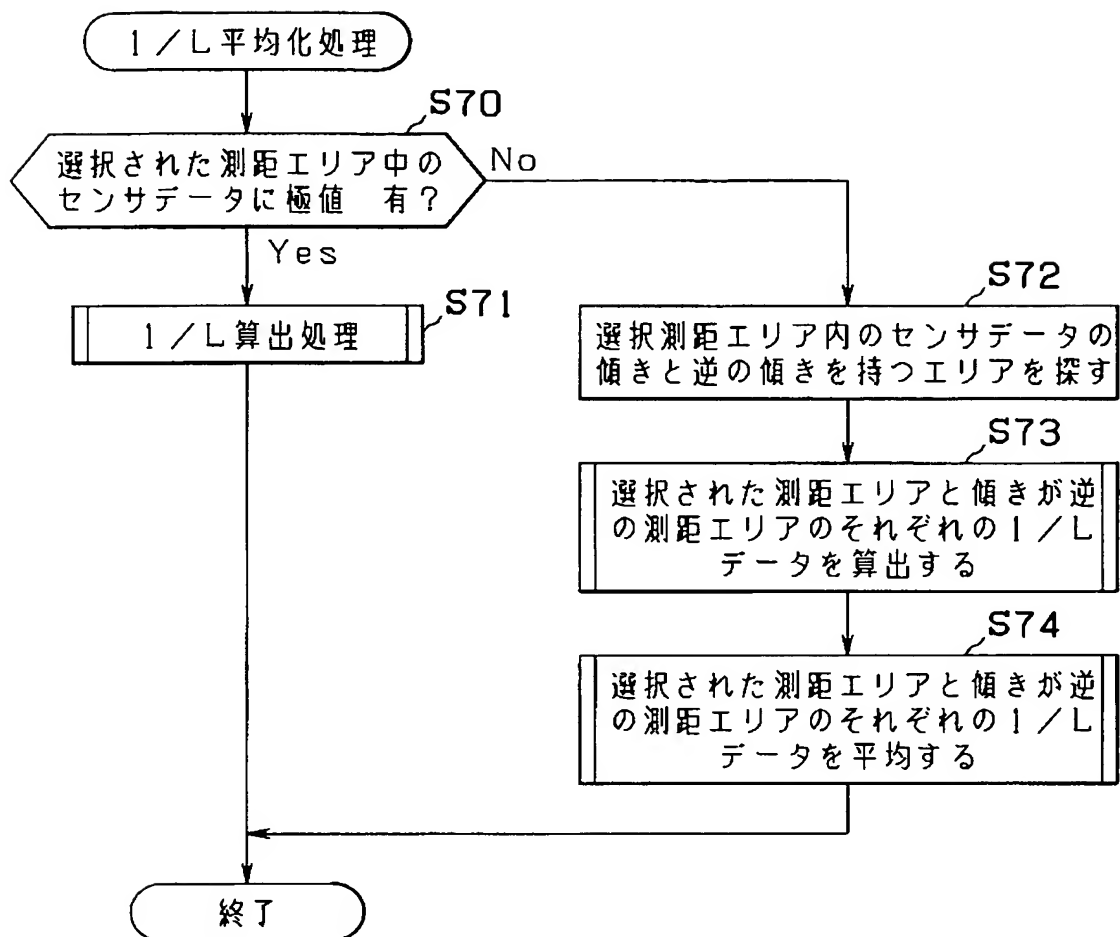 1／L平均化処理
S70
選択された測距エリア中の
センサデータに極値 有？
No
Yes
S71
1／L算出処理
S72
選択測距エリア内のセンサデータの
傾きと逆の傾きを持つエリアを探す
S73
選択された測距エリアと傾きが逆
の測距エリアのそれぞれの1／L
データを算出する
S74
選択された測距エリアと傾きが逆
の測距エリアのそれぞれの1／L
データを平均する
終了